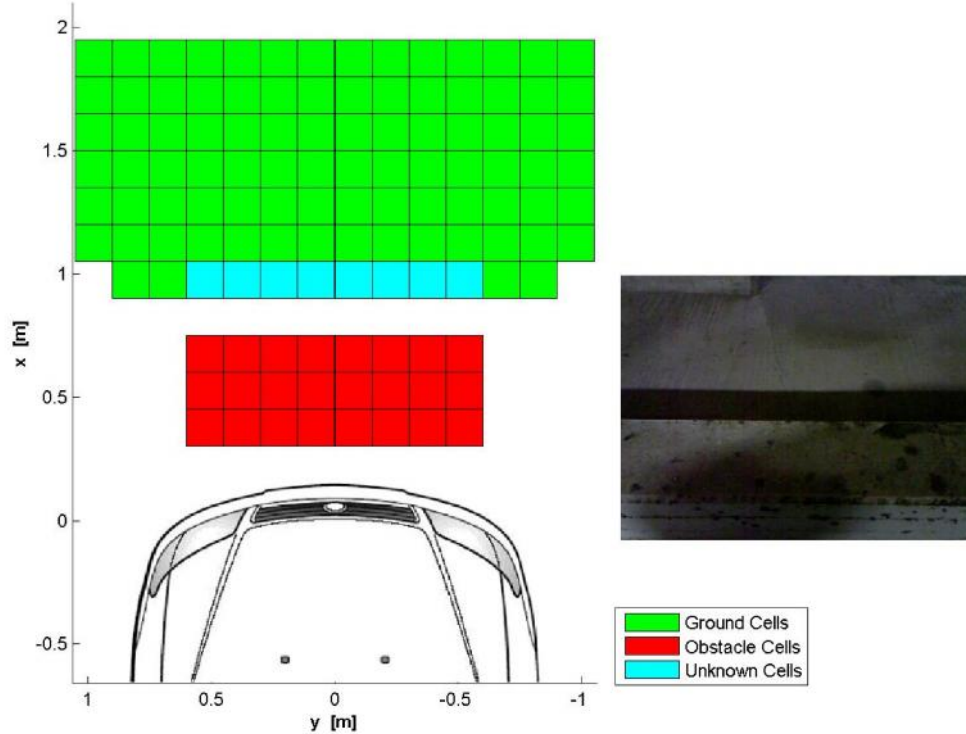 2
1.5
1
0.5
0
-0.5
x [m]
1 0.5 0 -0.5 -1
y [m]
Ground Cells
Obstacle Cells
Unknown Cells